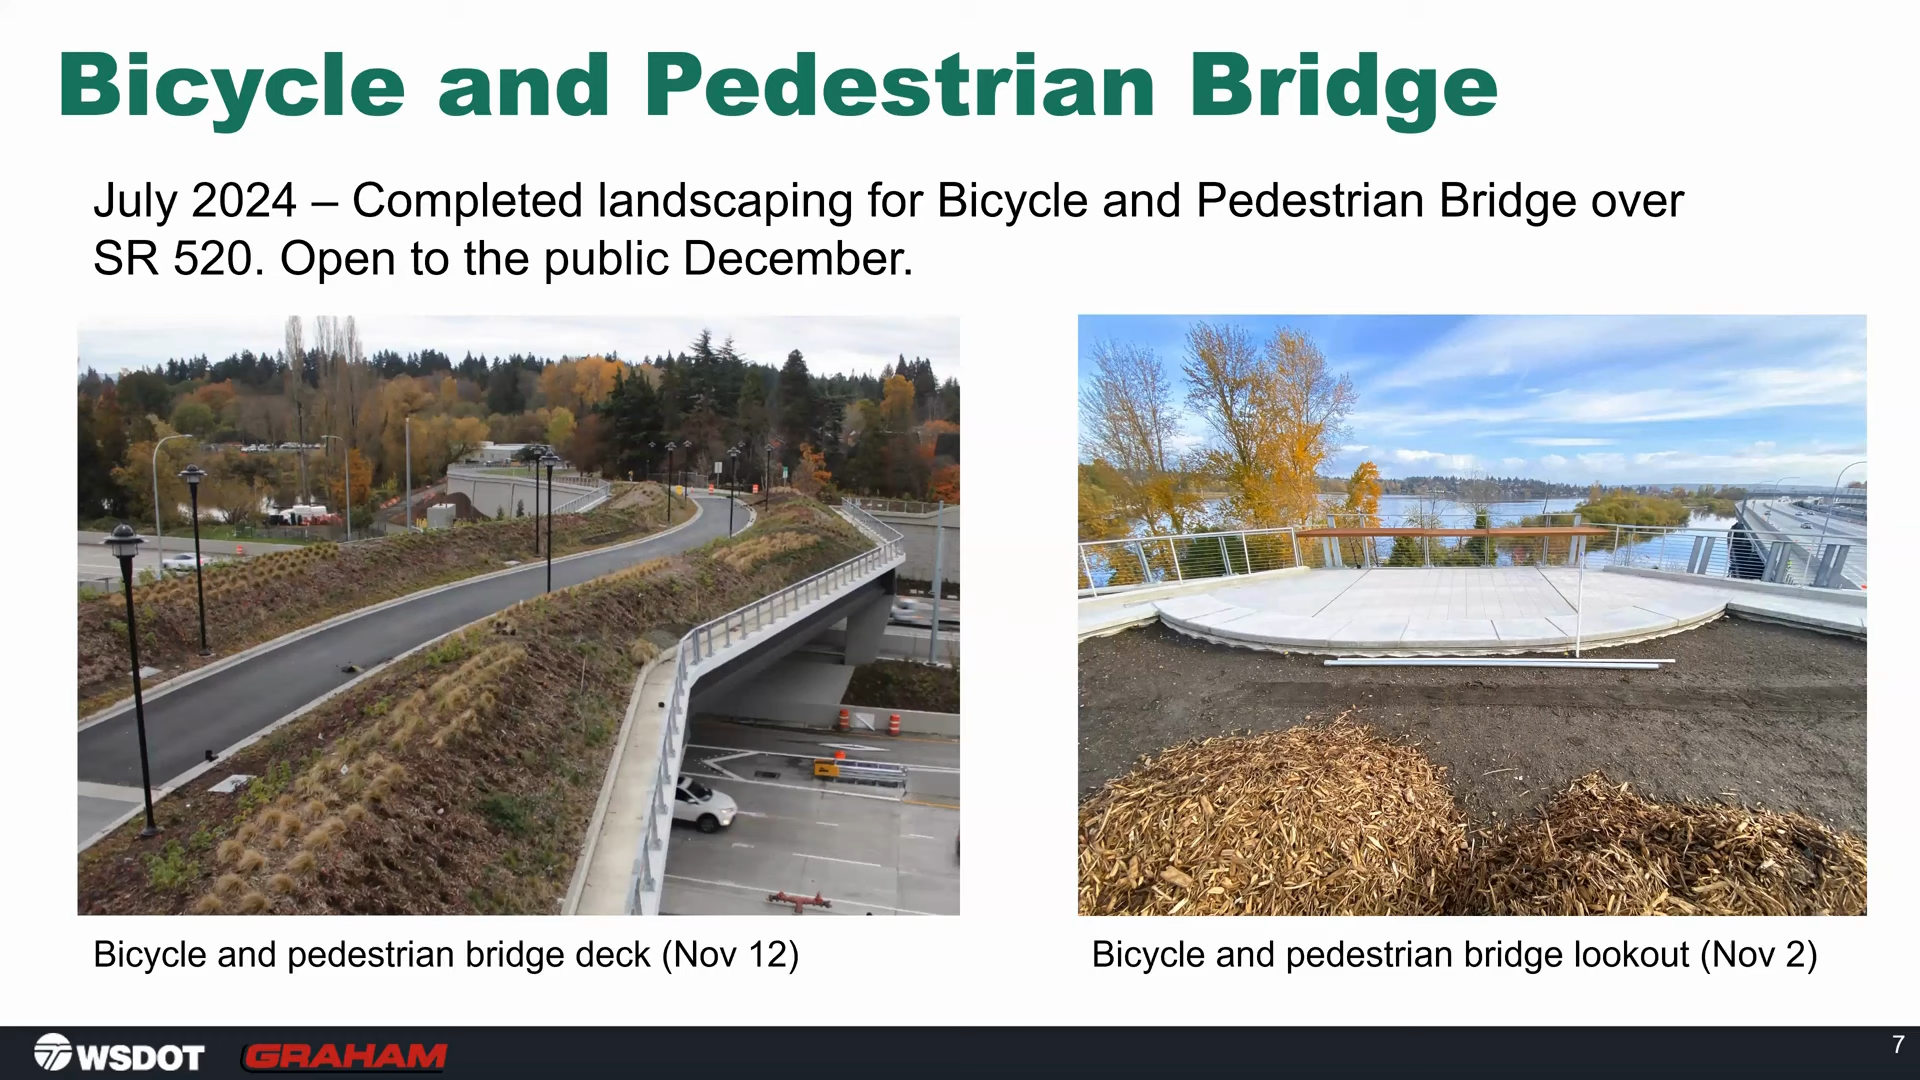 Bicycle and Pedestrian Bridge
July 2024 – Completed landscaping for Bicycle and Pedestrian Bridge over
SR 520. Open to the public December.
Bicycle and pedestrian bridge deck (Nov 12)
Bicycle and pedestrian bridge lookout (Nov 2)
WSDOT
GRAHAM
7